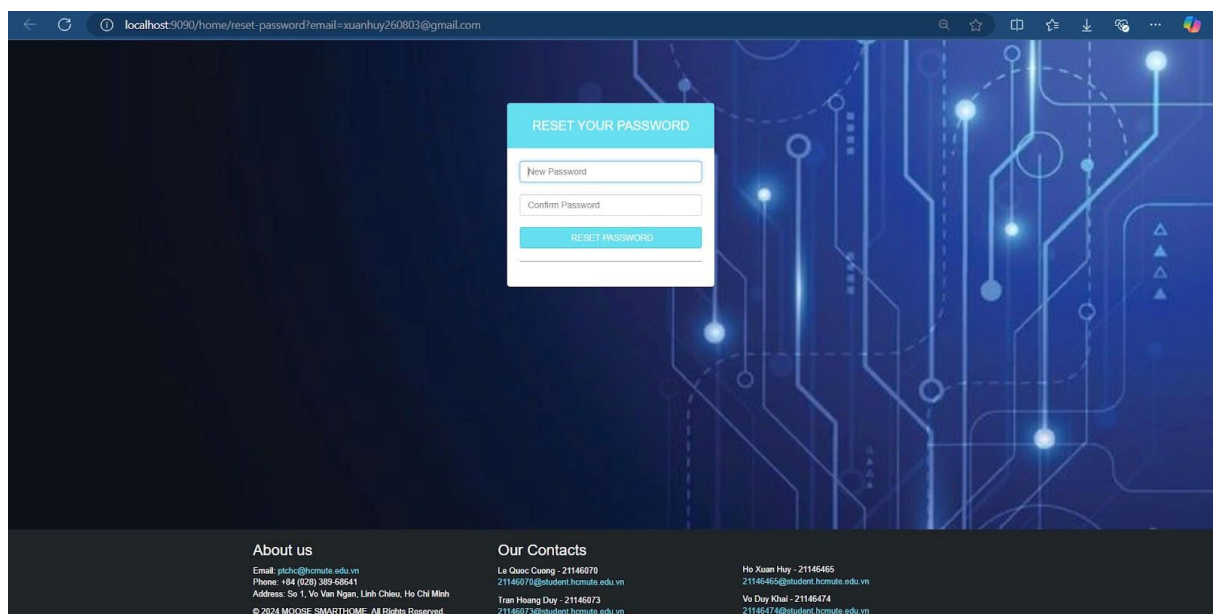 localhost:9090/home/reset-password?email=xuanhuy260803@gmail.com
RESET YOUR PASSWORD
New Password
Confirm Password
RESET PASSWORD
About us
Email: ptchc@hcmute.edu.vn
Phone: +84 (028) 389-68641
Address: So 1, Vo Van Ngan, Linh Chieu, Ho Chi Minh
© 2024 MOOSE SMARTHOME. All Rights Reserved.
Our Contacts
Le Quoc Cuong - 21146070
21146070@student.hcmute.edu.vn
Tran Hoang Duy - 21146073
21146073@student.hcmute.edu.vn
Ho Xuan Huy - 21146465
21146465@student.hcmute.edu.vn
Vo Duy Khai - 21146474
21146474@student.hcmute.edu.vn